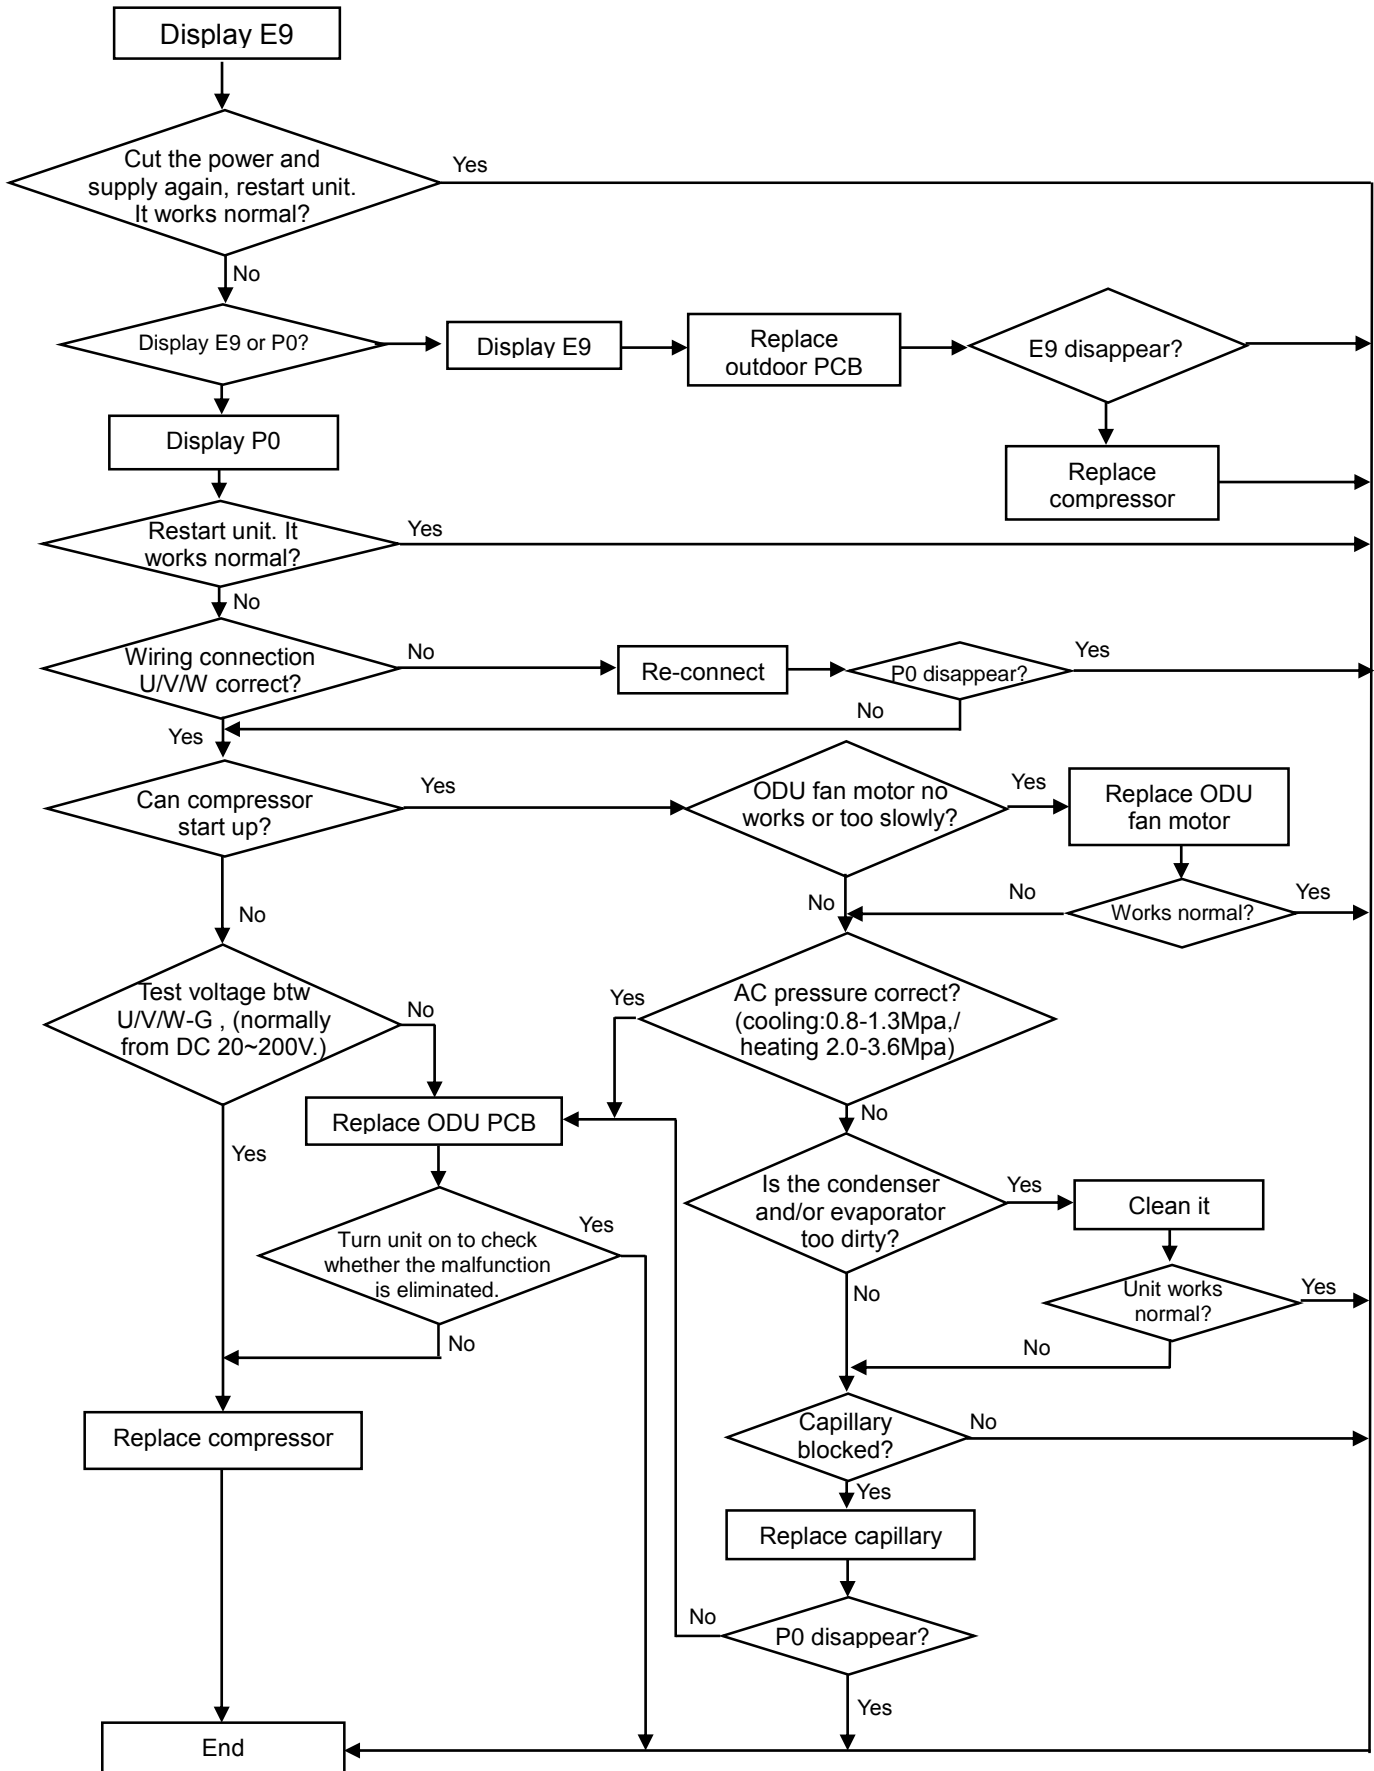 Display E9
Cut the power and
supply again, restart unit.
It works normal?
Yes
No
Display E9 or P0?
Display E9
Replace
outdoor PCB
E9 disappear?
Replace
compressor
Display P0
Restart unit. It
works normal?
Yes
No
Wiring connection
U/V/W correct?
No
Re-connect
P0 disappear?
Yes
No
Yes
Can compressor
start up?
Yes
ODU fan motor no
works or too slowly?
Yes
Replace ODU
fan motor
No
No
Works normal?
Yes
No
Test voltage btw
U/V/W-G , (normally
from DC 20~200V.)
No
Yes
AC pressure correct?
(cooling:0.8-1.3Mpa,/
heating 2.0-3.6Mpa)
Replace ODU PCB
No
Yes
Is the condenser
and/or evaporator
too dirty?
Yes
Clean it
Turn unit on to check
whether the malfunction
is eliminated.
Yes
No
No
Unit works
normal?
Yes
No
Replace compressor
Capillary
blocked?
No
Yes
Replace capillary
No
P0 disappear?
Yes
End